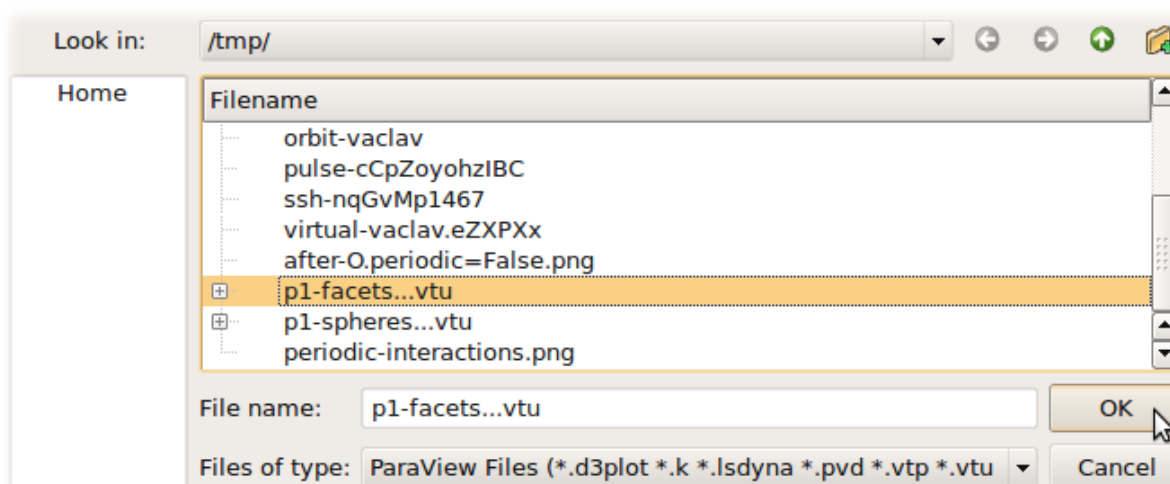 Look in: /tmp/
Home
Filename
orbit-vaclav
pulse-cCpZoyohzIBC
ssh-nqGvMp1467
virtual-vaclav.eZXPXx
after-O.periodic=False.png
p1-facets...vtu
p1-spheres...vtu
periodic-interactions.png
File name: p1-facets...vtu OK
Files of type: ParaView Files (*.d3plot *.k *.lsdyna *.pvd *.vtp *.vtu Cancel